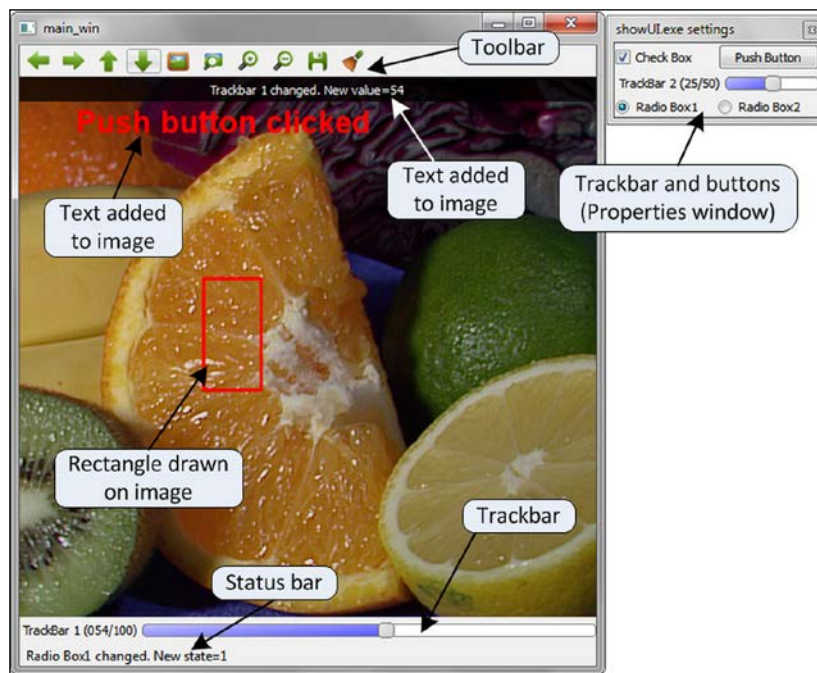 main_win
showUI.exe settings
Toolbar
Check Box
Push Button
TrackBar 2 (25/50)
Radio Box1
Radio Box2
Trackbar 1 changed. New value=54
Push button clicked
Text added
to image
Text added
to image
Trackbar and buttons
(Properties window)
Rectangle drawn
on image
Trackbar
Status bar
TrackBar 1 (054/100)
Radio Box1 changed. New state=1